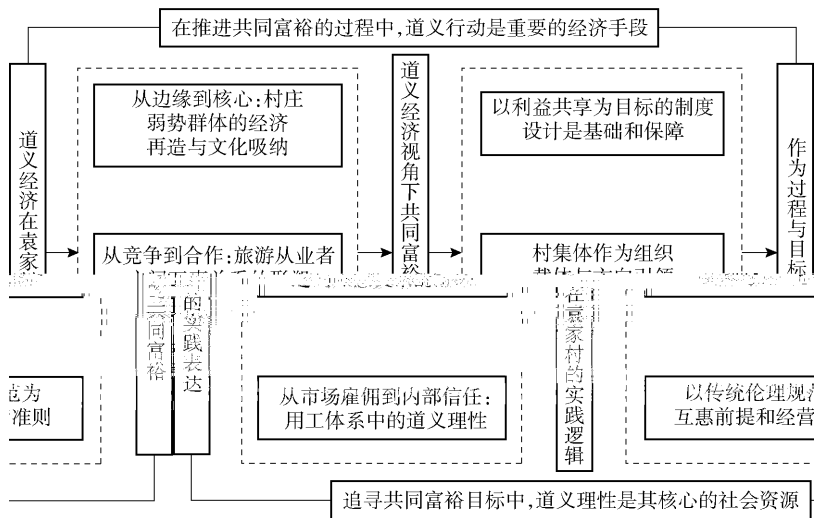 在推进共同富裕的过程中,道义行动是重要的经济手段
道义经济在袁家
从边缘到核心:村庄
弱势群体的经济
再造与文化吸纳
从竞争到合作:旅游从业者
道义经济视角下共同富裕
以利益共享为目标的制度
设计是基础和保障
村集体作为组织
作为过程与目标
的实践表达
同富裕
在袁家村的实践逻辑
范为
准则
从市场雇佣到内部信任:
用工体系中的道义理性
以传统伦理规范
互惠前提和经营
追寻共同富裕目标中,道义理性是其核心的社会资源